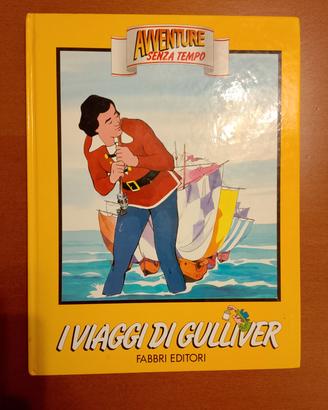 AVVENTURE
SENZA TEMPO
I VIAGGI DI GULLIVER
FABBRI EDITORI